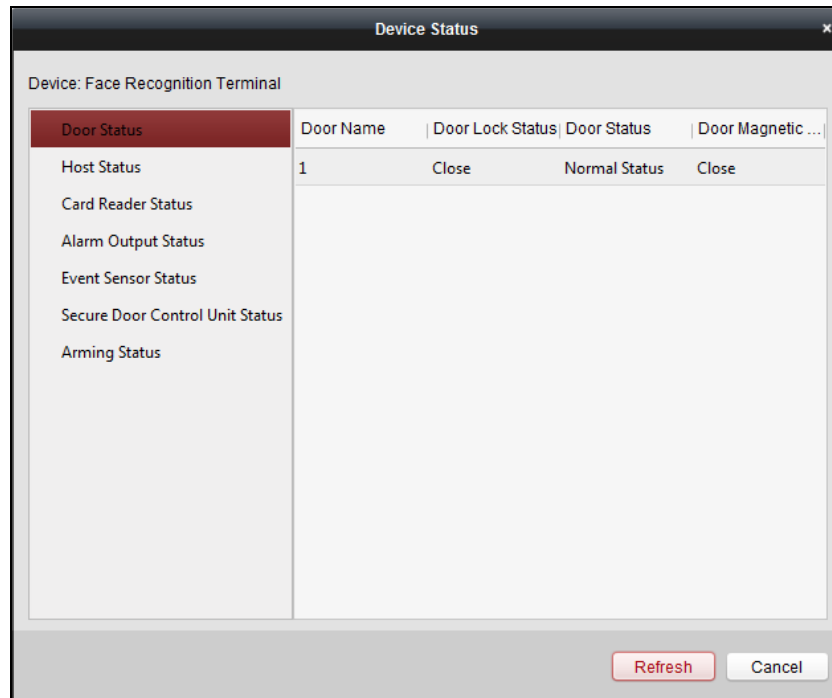 Device Status ×
Device: Face Recognition Terminal
Door Status
Host Status
Card Reader Status
Alarm Output Status
Event Sensor Status
Secure Door Control Unit Status
Arming Status
Door Name Door Lock Status Door Status Door Magnetic ...
1 Close Normal Status Close
Refresh Cancel